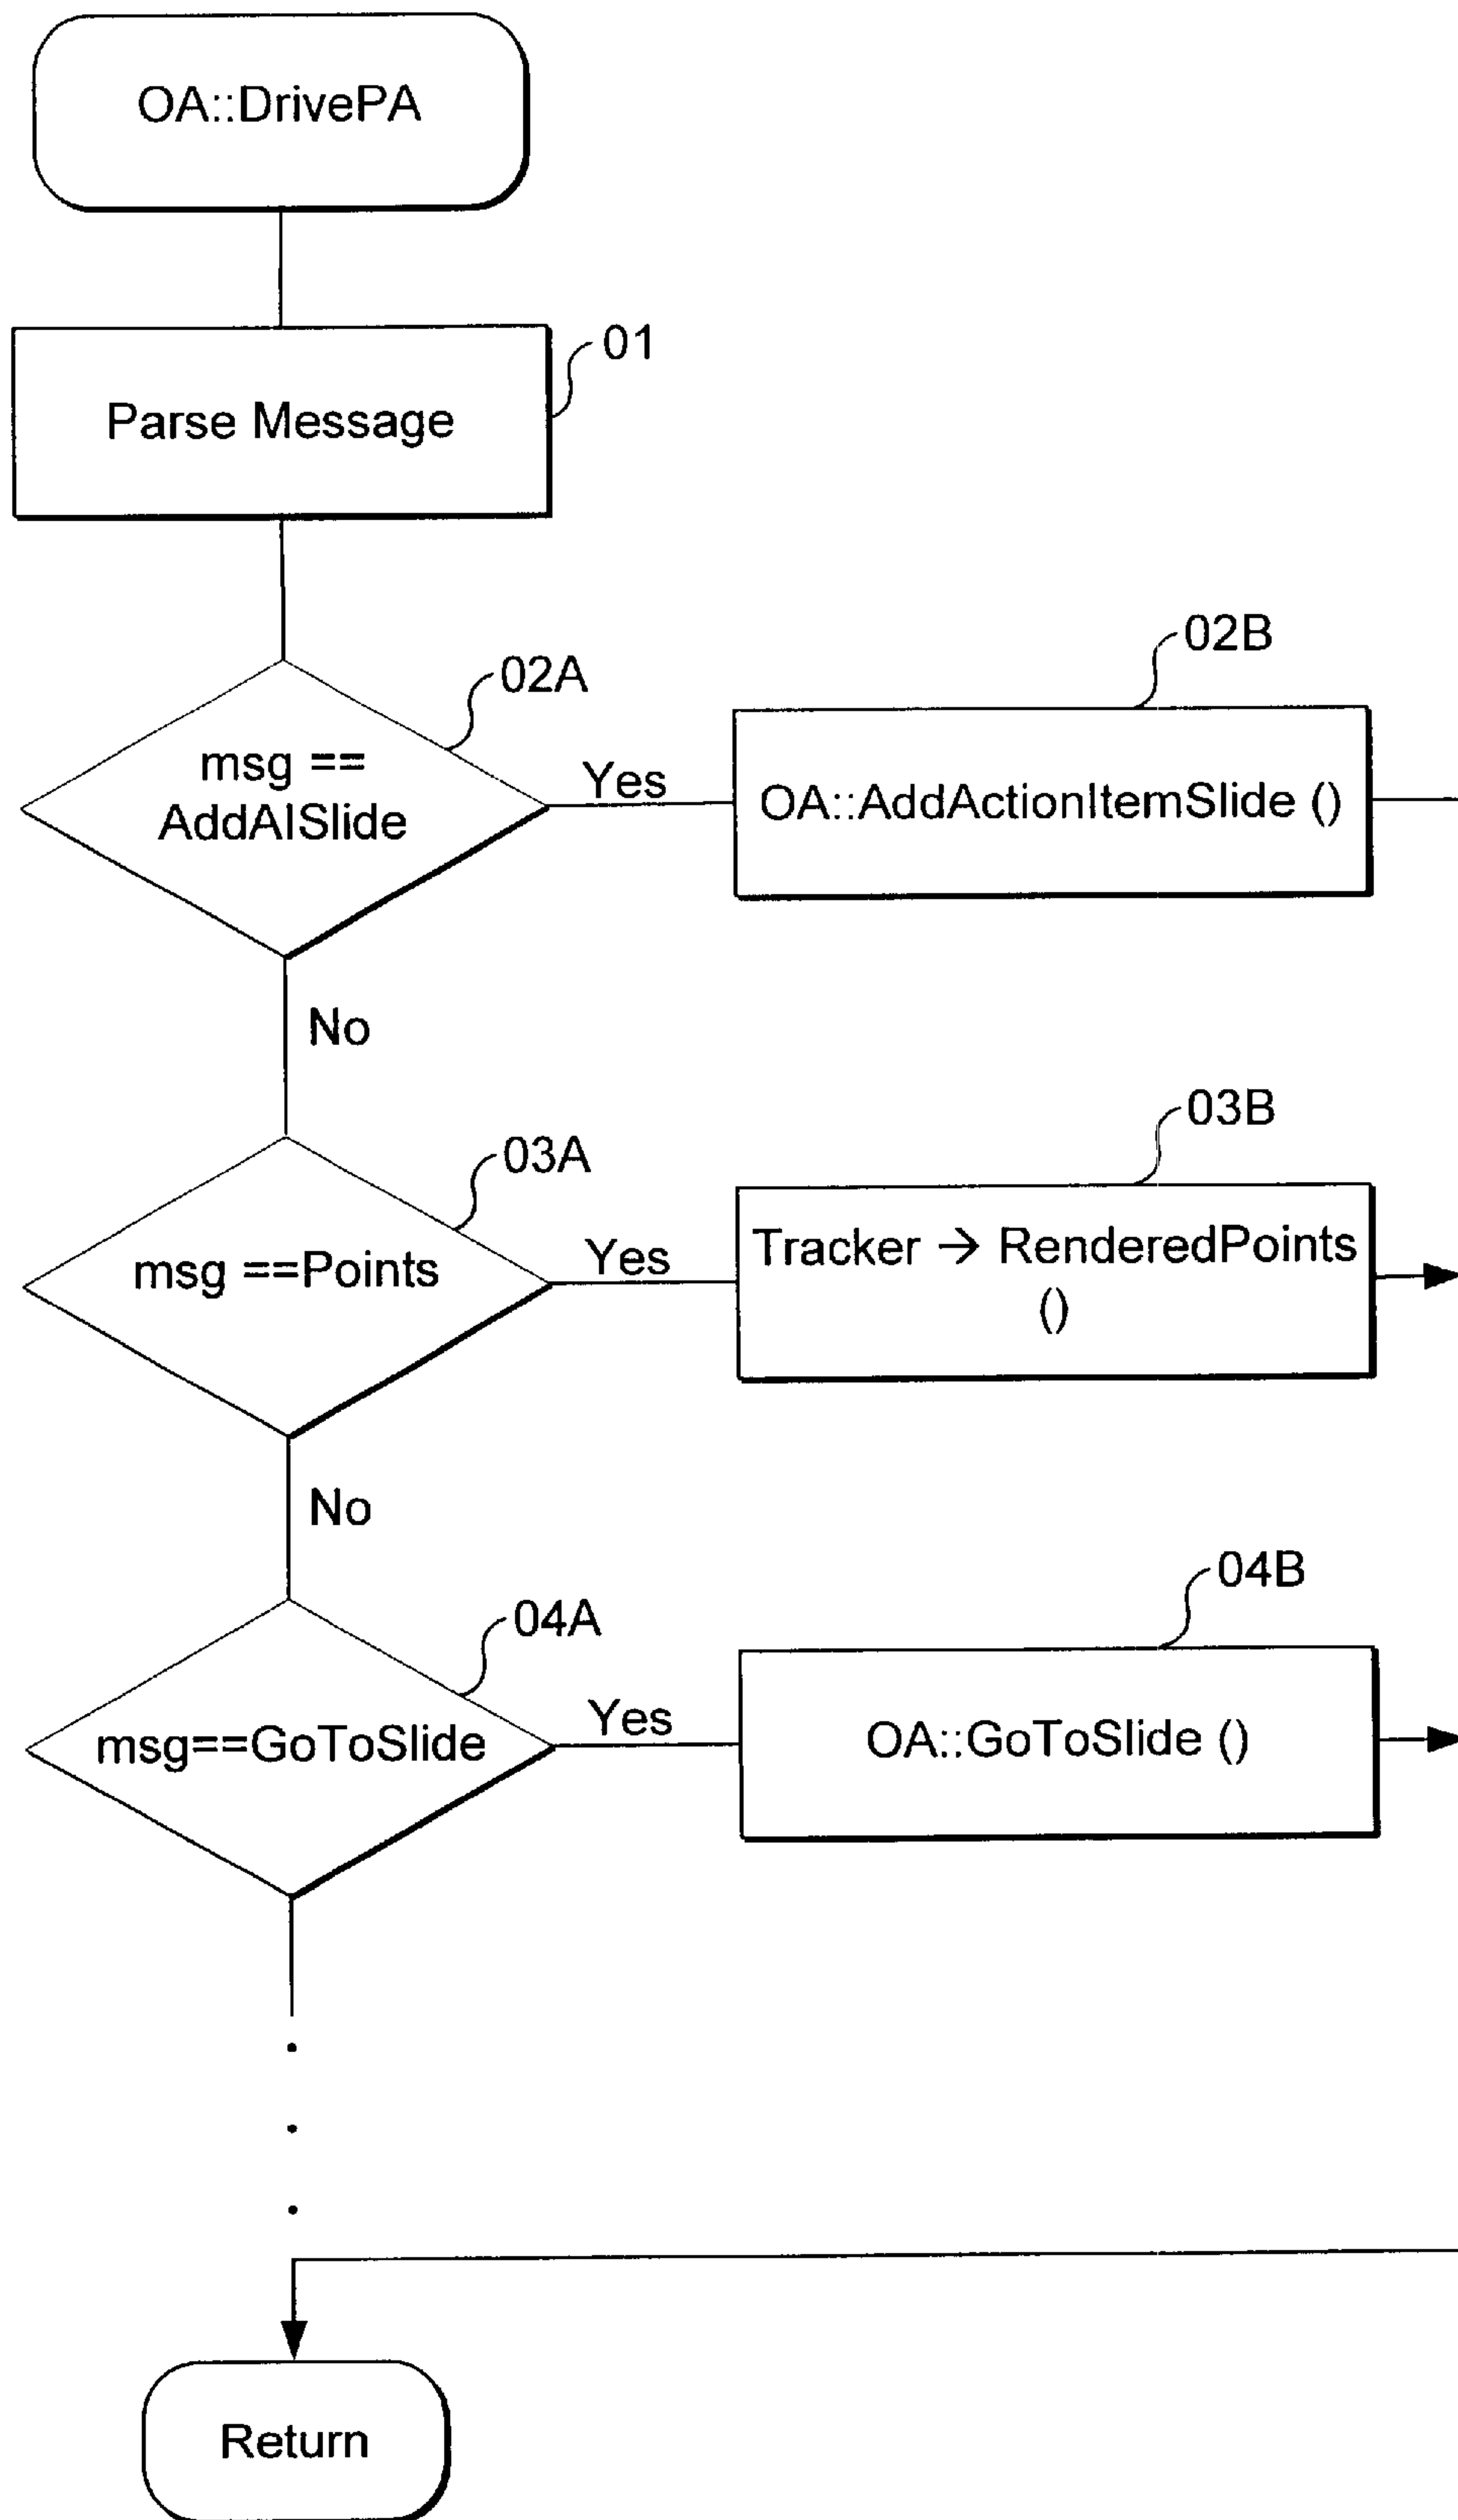 OA::DrivePA
01
Parse Message
02A
02B
msg ==
AddAISlide
Yes
OA::AddActionItemSlide ()
No
03A
03B
msg ==Points
Yes
Tracker → RenderedPoints
()
No
04A
04B
msg==GoToSlide
Yes
OA::GoToSlide ()
Return